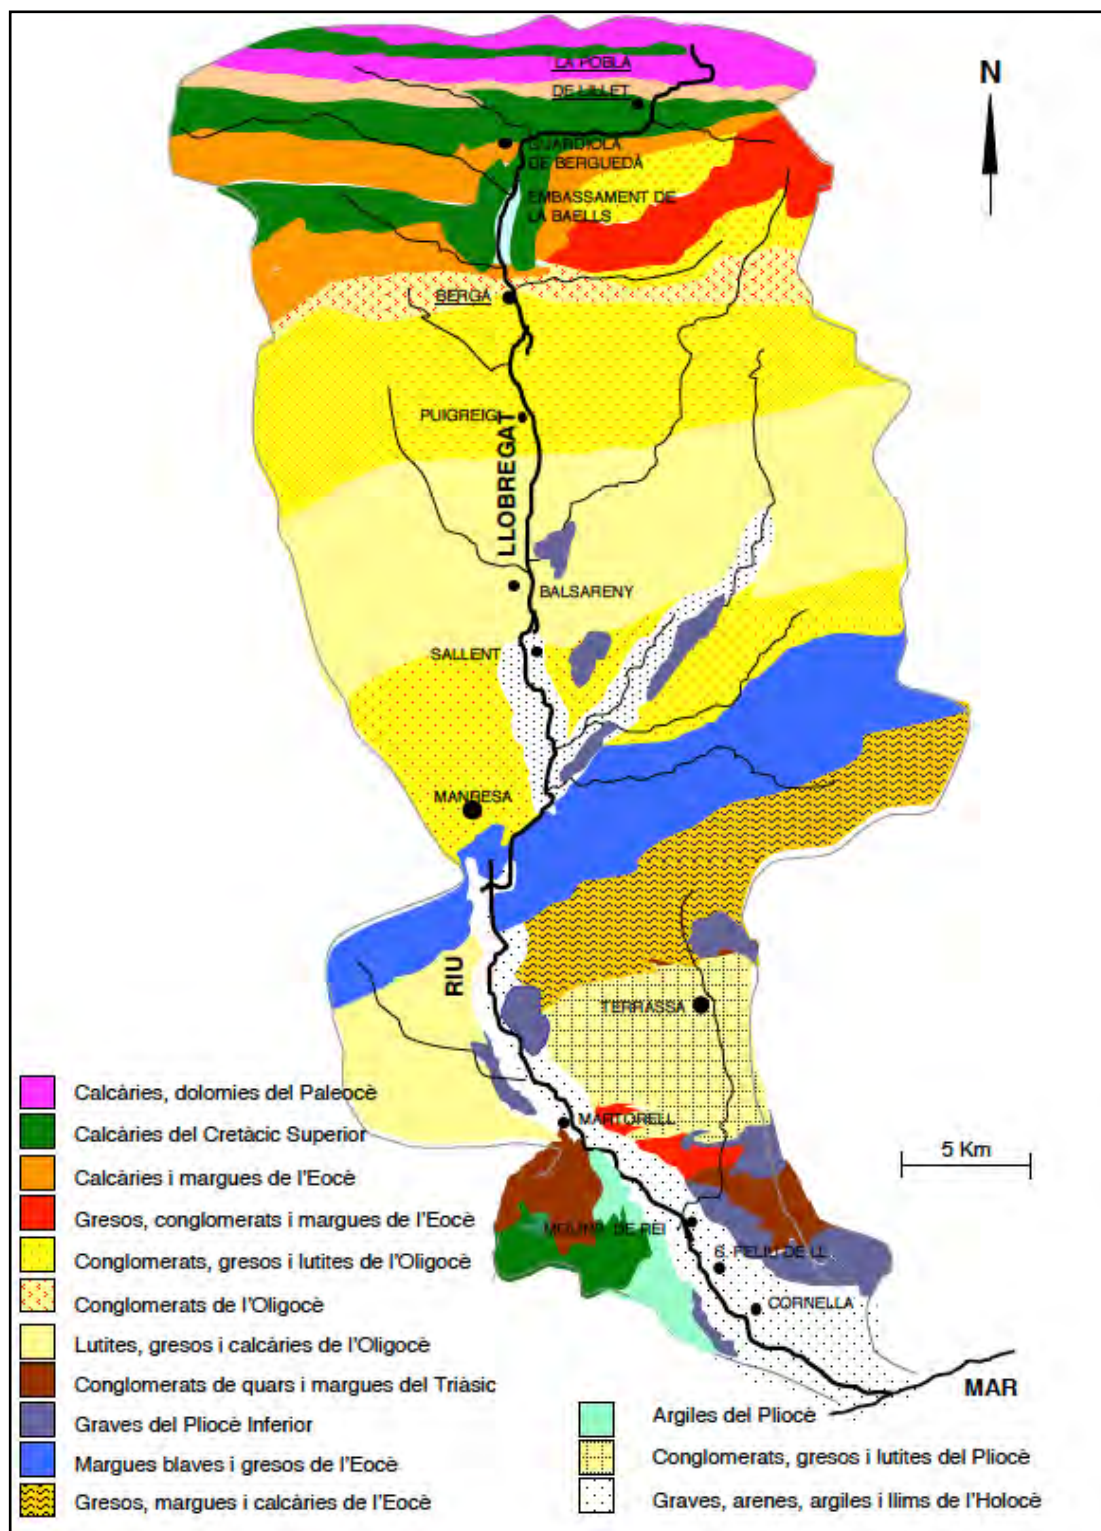 N
LA POBLA
DE LILLET
GUARDIOLA
DE BERGUEDÀ
EMBASSAMENT DE
LA BAELLS
BERGA
PUIGREIG
LLOBREGAT
BALSARENY
SALLENT
MANRESA
RIU
TERRASSA
MARTORELL
5 Km
MOLINS DE REI
S. FELIU DE LL.
CORNELLA
MAR
Calcàries, dolomies del Paleocè
Calcàries del Cretàcic Superior
Calcàries i margues de l'Eocè
Gresos, conglomerats i margues de l'Eocè
Conglomerats, gresos i lutites de l'Oligocè
Conglomerats de l'Oligocè
Lutites, gresos i calcàries de l'Oligocè
Conglomerats de quars i margues del Triàsic
Graves del Pliocè Inferior
Margues blaves i gresos de l'Eocè
Gresos, margues i calcàries de l'Eocè
Argiles del Pliocè
Conglomerats, gresos i lutites del Pliocè
Graves, arenes, argiles i llims de l'Holocè